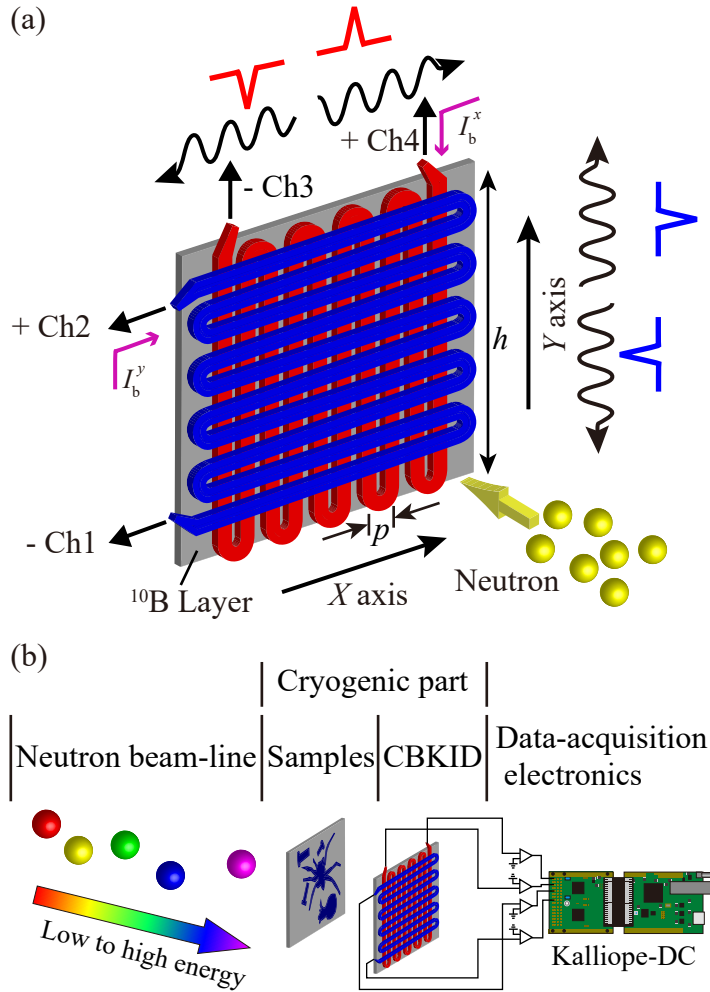 (a)
+ Ch4
I_b^x
- Ch3
+ Ch2
I_b^y
h
Y axis
- Ch1
p
Neutron
¹⁰B Layer
X axis
(b)
Cryogenic part
Neutron beam-line
Samples
CBKID
Data-acquisition
electronics
Low to high energy
Kalliope-DC